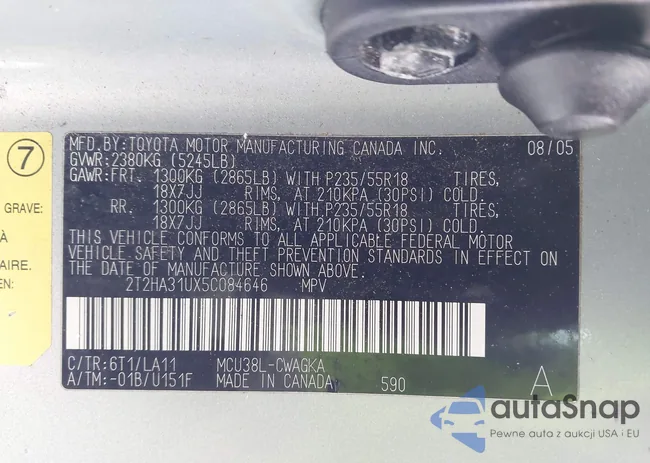 MFD.BY:TOYOTA MOTOR MANUFACTURING CANADA INC. 08/05
GVWR:2380KG (5245LB)
GAWR:FRT. 1300KG (2865LB) WITH P235/55R18 TIRES,
18X7JJ RIMS, AT 210KPA (30PSI) COLD.
RR. 1300KG (2865LB) WITH P235/55R18 TIRES,
18X7JJ RIMS, AT 210KPA (30PSI) COLD.
THIS VEHICLE CONFORMS TO ALL APPLICABLE FEDERAL MOTOR
VEHICLE SAFETY AND THEFT PREVENTION STANDARDS IN EFFECT ON
THE DATE OF MANUFACTURE SHOWN ABOVE.
2T2HA31UX5C084646 MPV
C/TR:6T1/LA11 MCU38L-CWAGKA
A/TM:-01B/U151F MADE IN CANADA 590 A
7
GRAVE:
À
AIRE.
EN:
autaSnap
Pewne auta z aukcji USA i EU